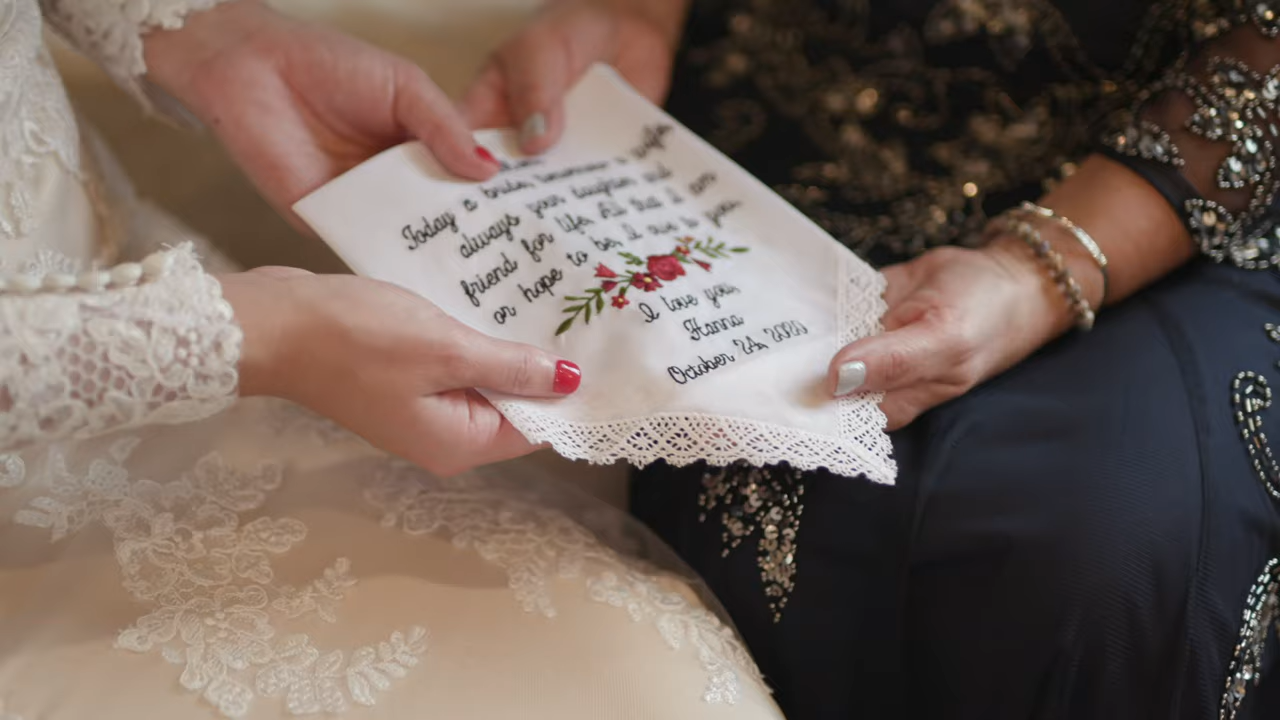 Today a bride, becomes a wife
always your daughter and
friend for life. All that I am
or hope to be, I owe to you.
I love you,
Hanna
October 24, 2020